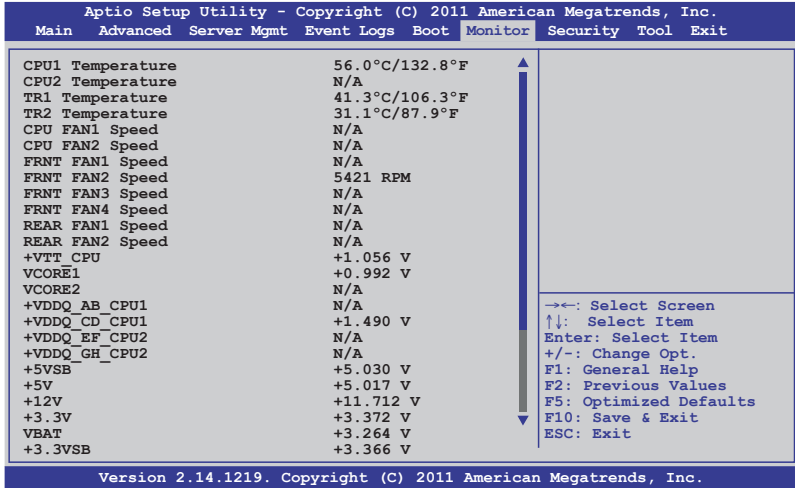 Aptio Setup Utility - Copyright (C) 2011 American Megatrends, Inc.
Main Advanced Server Mgmt Event Logs Boot Monitor Security Tool Exit
CPU1 Temperature 56.0°C/132.8°F
CPU2 Temperature N/A
TR1 Temperature 41.3°C/106.3°F
TR2 Temperature 31.1°C/87.9°F
CPU FAN1 Speed N/A
CPU FAN2 Speed N/A
FRNT FAN1 Speed N/A
FRNT FAN2 Speed 5421 RPM
FRNT FAN3 Speed N/A
FRNT FAN4 Speed N/A
REAR FAN1 Speed N/A
REAR FAN2 Speed N/A
+VTT_CPU +1.056 V
VCORE1 +0.992 V
VCORE2 N/A
+VDDQ_AB_CPU1 N/A
+VDDQ_CD_CPU1 +1.490 V
+VDDQ_EF_CPU2 N/A
+VDDQ_GH_CPU2 N/A
+5VSB +5.030 V
+5V +5.017 V
+12V +11.712 V
+3.3V +3.372 V
VBAT +3.264 V
+3.3VSB +3.366 V
→←: Select Screen
↑↓: Select Item
Enter: Select Item
+/-: Change Opt.
F1: General Help
F2: Previous Values
F5: Optimized Defaults
F10: Save & Exit
ESC: Exit
Version 2.14.1219. Copyright (C) 2011 American Megatrends, Inc.